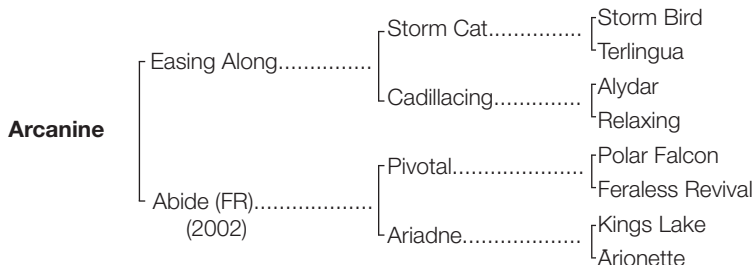 Storm Bird
Storm Cat...............
Terlingua
Easing Along...............
Alydar
Cadillacing..............
Relaxing
Arcanine
Polar Falcon
Pivotal.....................
Feraless Revival
Abide (FR)...................
(2002)
Kings Lake
Ariadne...................
Arionette